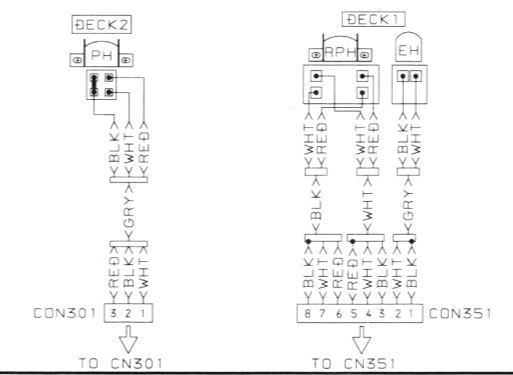 DECK2
DECK1
PH
RPH
EH
BLK
WHT
RED
WHT
RED
WHT
RED
BLK
WHT
GRY
BLK
WHT
GRY
RED
BLK
WHT
BLK
WHT
RED
RED
WHT
BLK
WHT
BLK
CON301 3 2 1
8 7 6 5 4 3 2 1 CON351
TO CN301
TO CN351